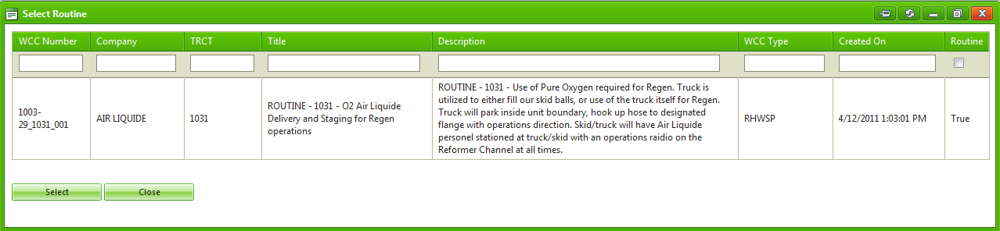 Select Routine
WCC Number Company TRCT Title Description WCC Type Created On Routine
1003-
29_1031_001
AIR LIQUIDE
1031
ROUTINE - 1031 - O2 Air Liquide
Delivery and Staging for Regen
operations
ROUTINE - 1031 - Use of Pure Oxygen required for Regen. Truck is
utilized to either fill our skid balls, or use of the truck itself for Regen.
Truck will park inside unit boundary, hook up hose to designated
flange with operations direction. Skid/truck will have Air Liquide
personel stationed at truck/skid with an operations raidio on the
Reformer Channel at all times.
RHWSP
4/12/2011 1:03:01 PM
True
Select Close